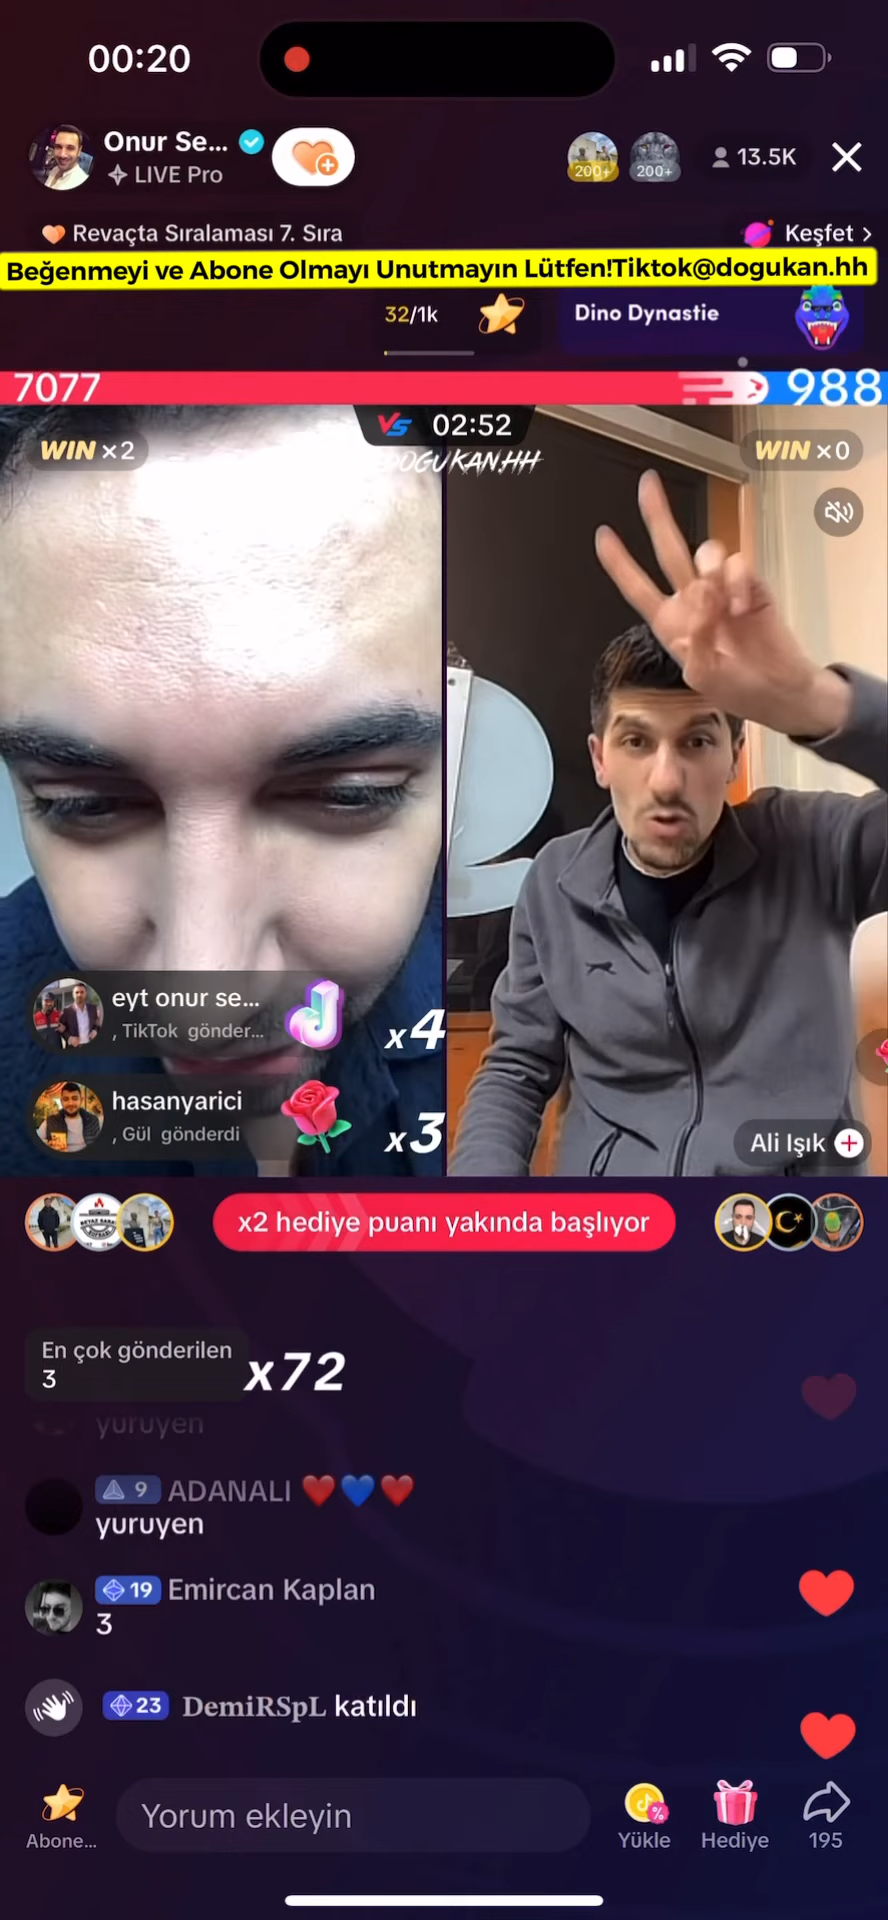 00:20
Onur Se...
LIVE Pro
200+
200+
13.5K
Revaçta Sıralaması 7. Sıra
Keşfet >
Beğenmeyi ve Abone Olmayı Unutmayın Lütfen!Tiktok@dogukan.hh
32/1k
Dino Dynastie
7077
988
VS 02:52
WIN x2
WIN x0
DOGUKAN.HH
eyt onur se...
, TikTok gönder...
x4
hasanyarici
, Gül gönderdi
x3
Ali Işık
x2 hediye puanı yakında başlıyor
En çok gönderilen
3
x72
yuruyen
9 ADANALI
yuruyen
19 Emircan Kaplan
3
23 DemiRSpL katıldı
Abone...
Yorum ekleyin
Yükle
Hediye
195